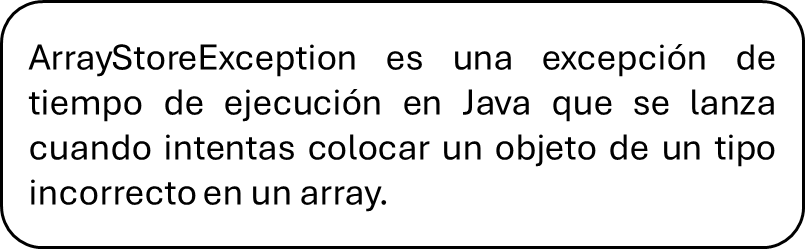 ArrayStoreException es una excepción de
tiempo de ejecución en Java que se lanza
cuando intentas colocar un objeto de un tipo
incorrecto en un array.